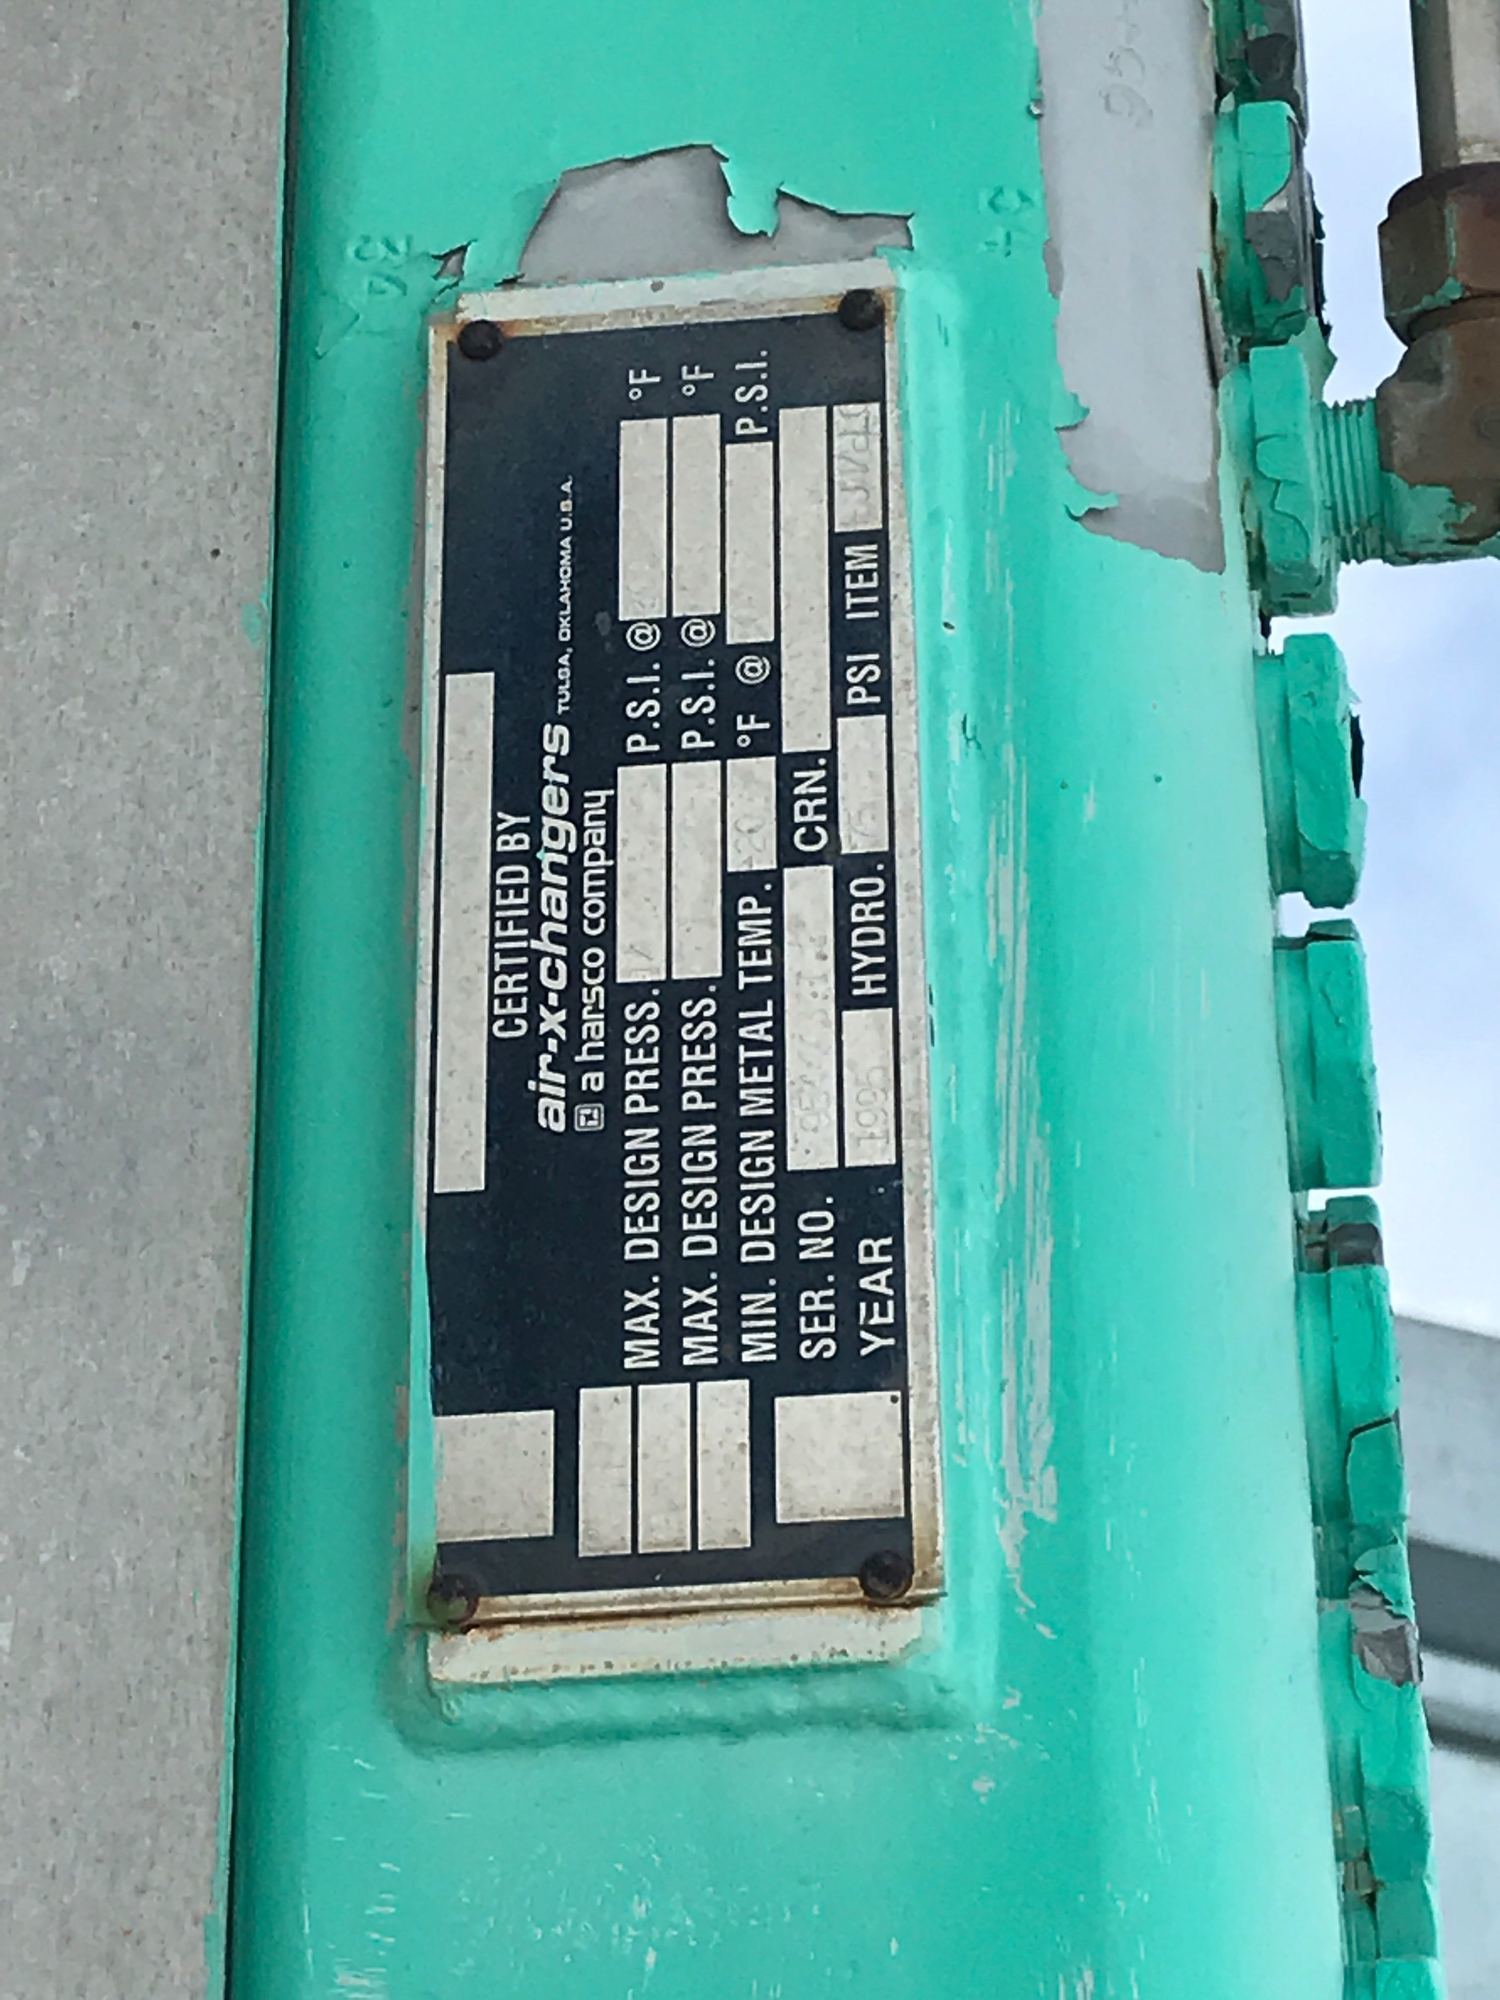 CERTIFIED BY
air-x-changers TULSA, OKLAHOMA U.S.A.
a harsco company
MAX. DESIGN PRESS. P.S.I. @ °F
MAX. DESIGN PRESS. P.S.I. @ °F
MIN. DESIGN METAL TEMP. -20 °F @ P.S.I.
SER. NO. CRN.
YEAR 1995 HYDRO. PSI ITEM